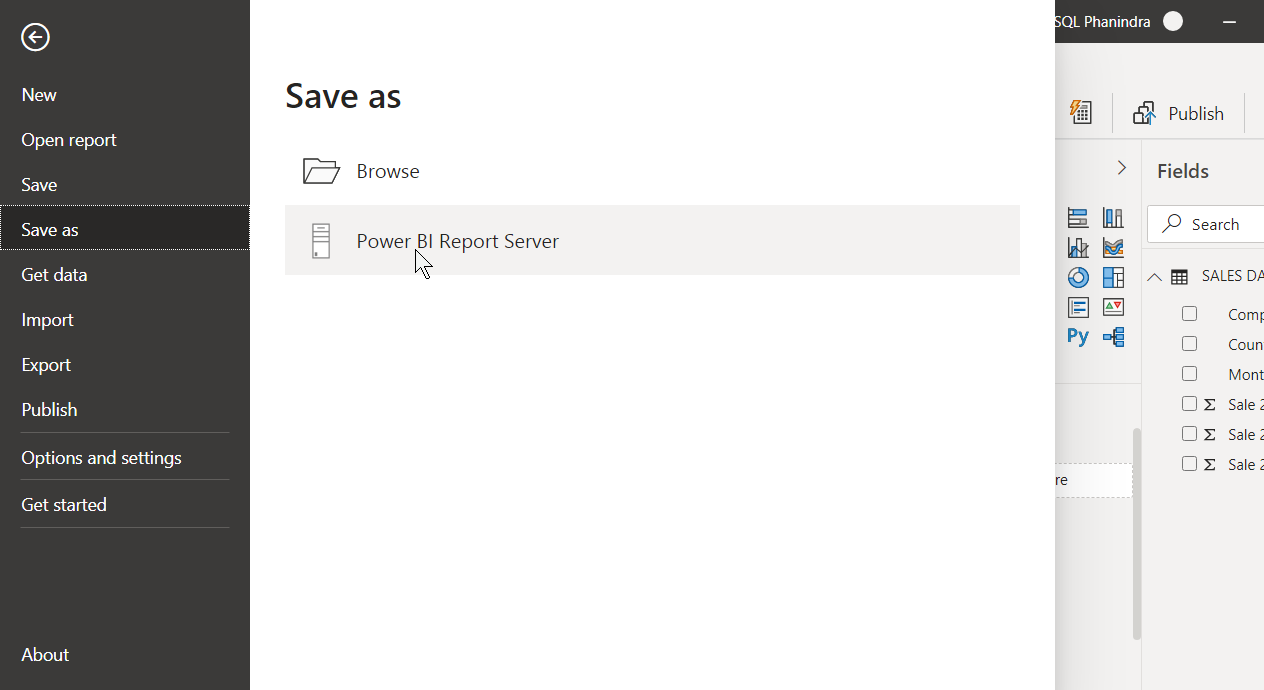 SQL Phanindra
New
Open report
Save
Save as
Get data
Import
Export
Publish
Options and settings
Get started
About
Save as
Browse
Power BI Report Server
Publish
Fields
Search
SALES DA
Comp
Coun
Mont
Σ Sale 2
Σ Sale 2
Σ Sale 2
Py
re